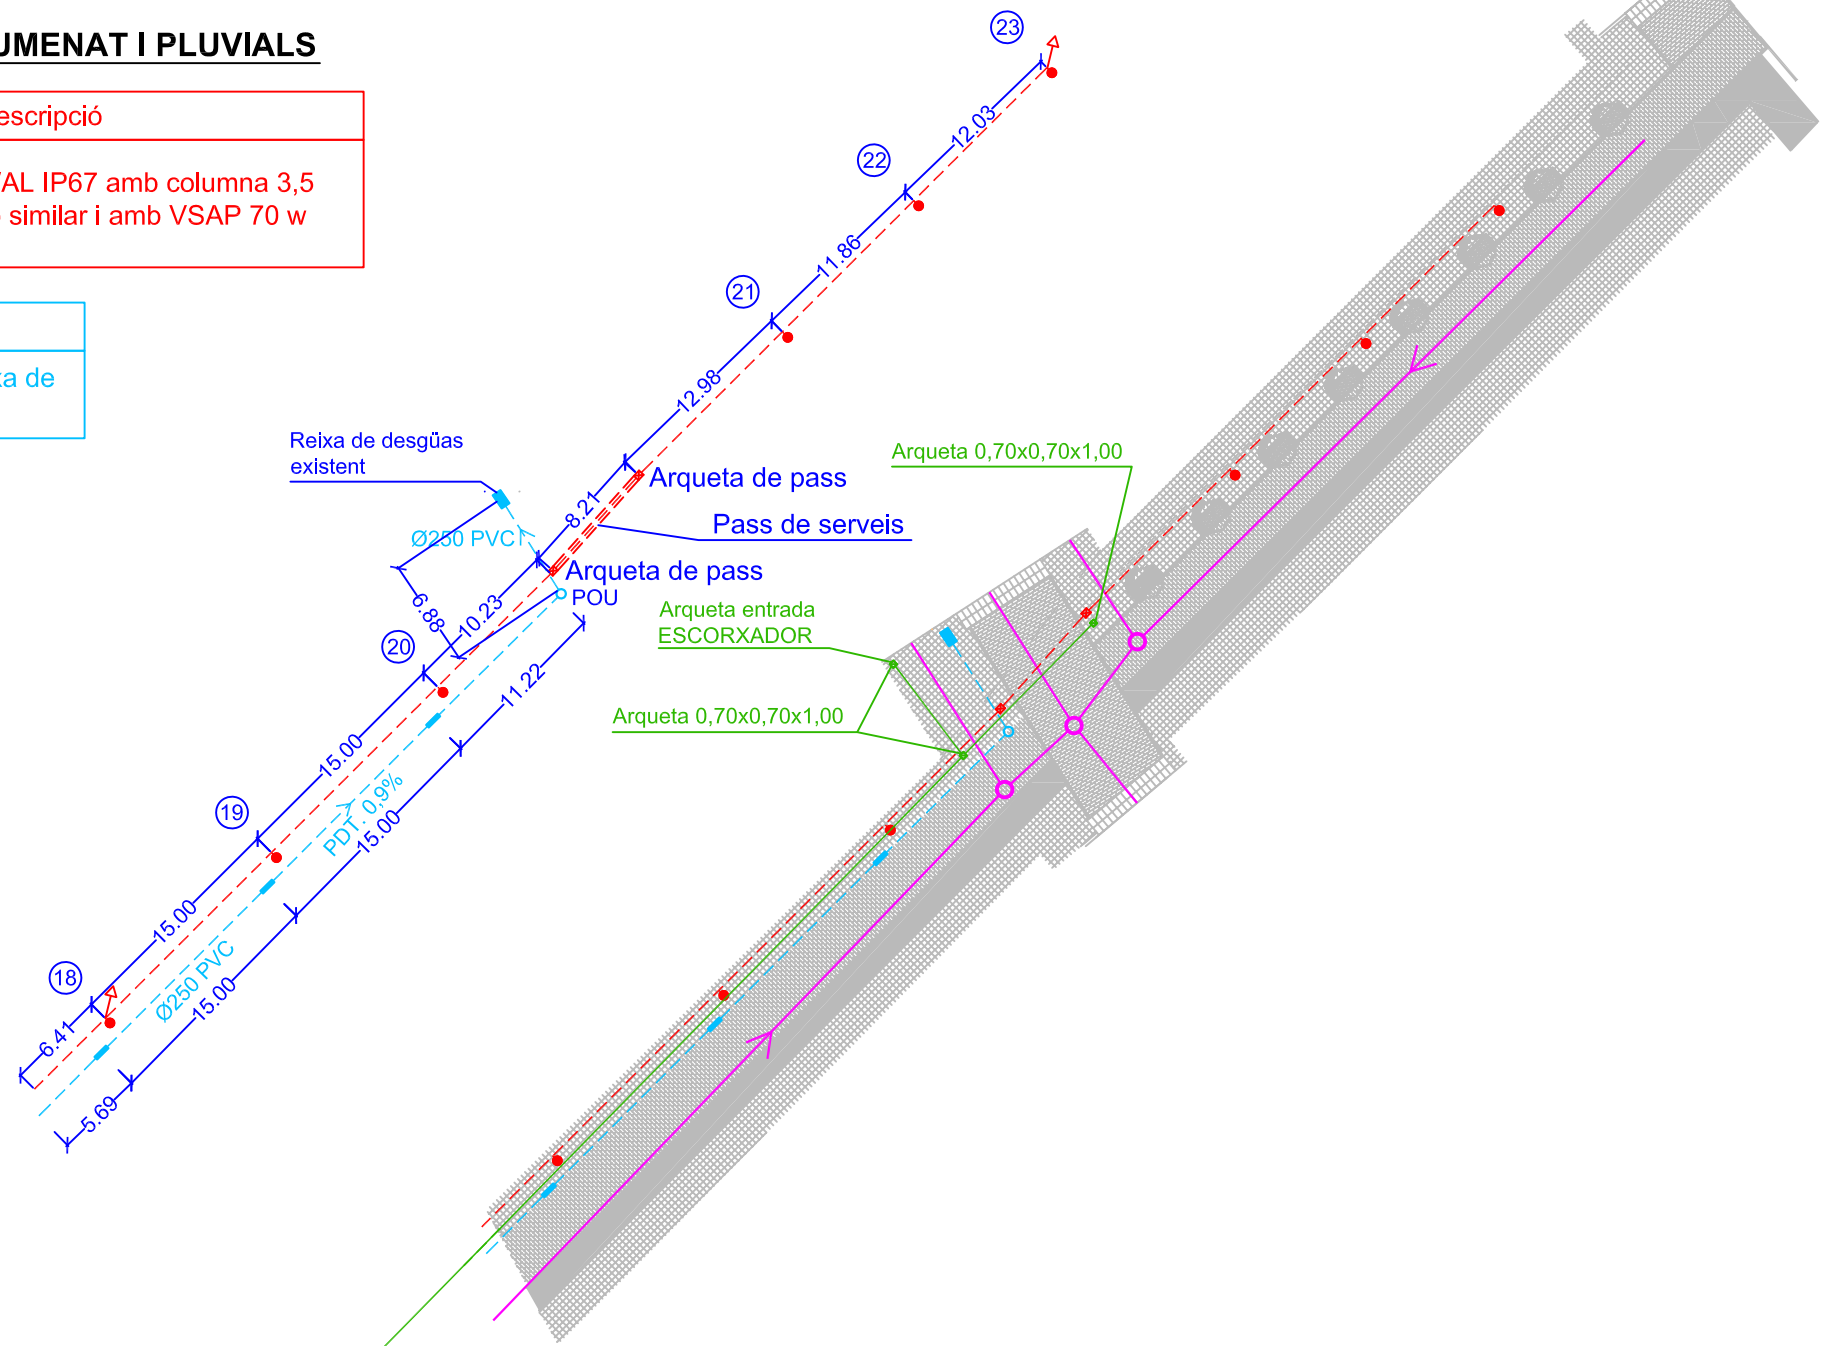 UMENAT I PLUVIALS
escripció
VAL IP67 amb columna 3,5
similar i amb VSAP 70 w
xa de
23
12.03
22
11.86
21
12.98
Reixa de desgüas
existent
Arqueta de pass
8.21
Pass de serveis
Ø250 PVC
Arqueta de pass
POU
6.88
10.23
20
11.22
15.00
19
PDT. 0,9%
15.00
15.00
Ø250 PVC
18
15.00
6.41
5.69
Arqueta 0,70x0,70x1,00
Arqueta entrada
ESCORXADOR
Arqueta 0,70x0,70x1,00